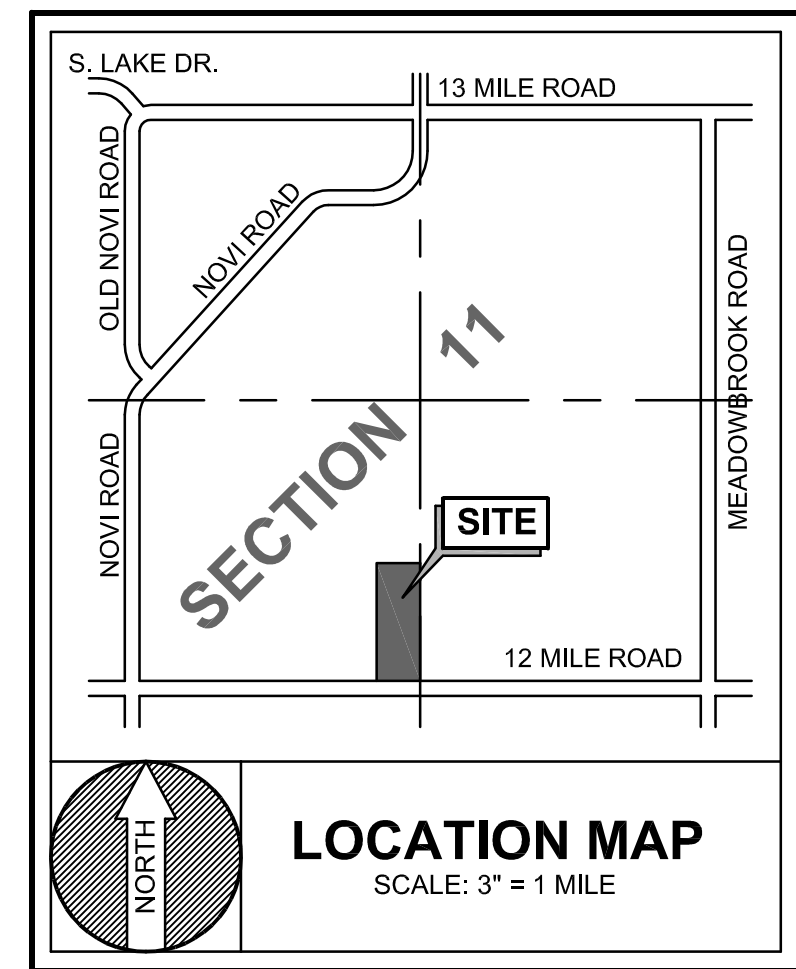 S. LAKE DR.
13 MILE ROAD
OLD NOVI ROAD
NOVI ROAD
MEADOWBROOK ROAD
SECTION 11
NOVI ROAD
SITE
12 MILE ROAD
NORTH
LOCATION MAP
SCALE: 3" = 1 MILE